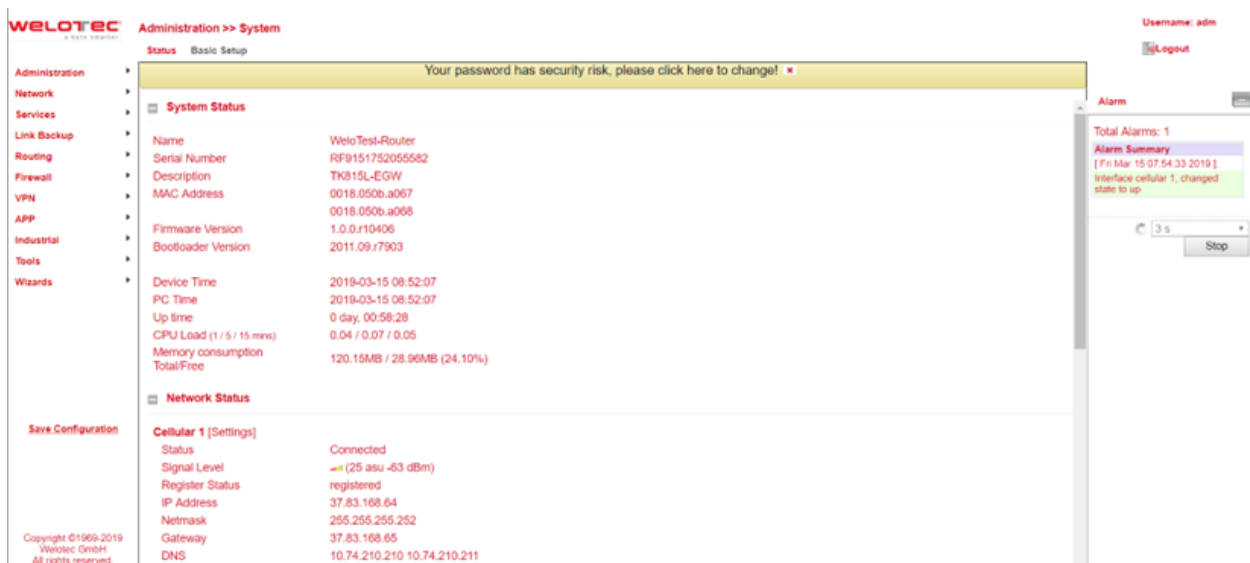 WELOTEC
a byte smarter
Administration >> System
Username: adm
Status Basic Setup
Logout
Your password has security risk, please click here to change!
Administration
Network
Services
Link Backup
Routing
Firewall
VPN
APP
Industrial
Tools
Wizards
Save Configuration
Copyright ©1969-2019
Welotec GmbH
All rights reserved.
System Status
Name WeloTest-Router
Serial Number RF9151752055582
Description TK815L-EGW
MAC Address 0018.050b.a067
0018.050b.a068
Firmware Version 1.0.0.r10406
Bootloader Version 2011.09.r7903
Device Time 2019-03-15 08:52:07
PC Time 2019-03-15 08:52:07
Up time 0 day, 00:58:28
CPU Load (1 / 5 / 15 mins) 0.04 / 0.07 / 0.05
Memory consumption
Total/Free 120.15MB / 28.96MB (24.10%)
Network Status
Cellular 1 [Settings]
Status Connected
Signal Level (25 asu -63 dBm)
Register Status registered
IP Address 37.83.168.64
Netmask 255.255.255.252
Gateway 37.83.168.65
DNS 10.74.210.210 10.74.210.211
Alarm
Total Alarms: 1
Alarm Summary
[ Fri Mar 15 07:54:33 2019 ]:
Interface cellular 1, changed
state to up
3 s
Stop